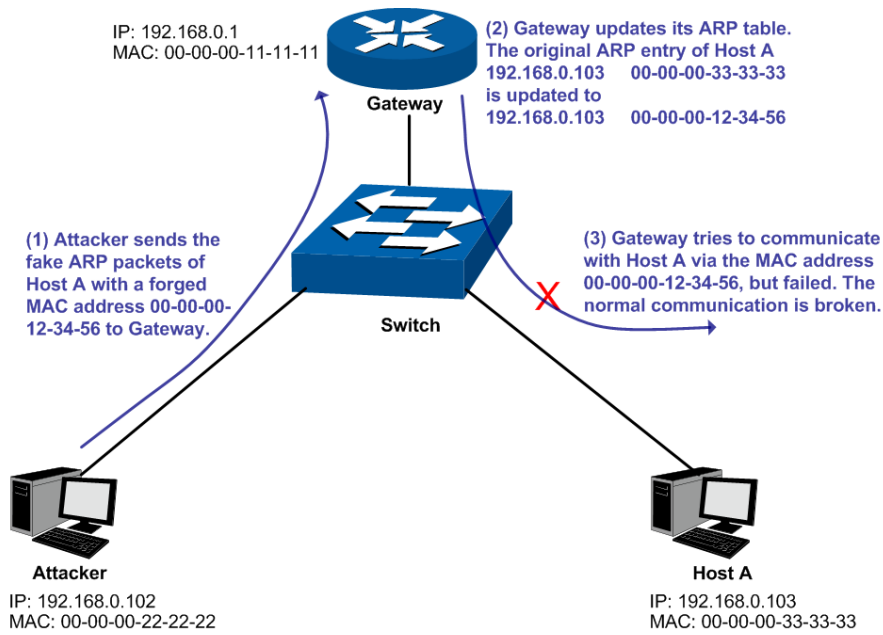 IP: 192.168.0.1
MAC: 00-00-00-11-11-11
Gateway
(2) Gateway updates its ARP table.
The original ARP entry of Host A
192.168.0.103 00-00-00-33-33-33
is updated to
192.168.0.103 00-00-00-12-34-56
(1) Attacker sends the
fake ARP packets of
Host A with a forged
MAC address 00-00-00-
12-34-56 to Gateway.
(3) Gateway tries to communicate
with Host A via the MAC address
00-00-00-12-34-56, but failed. The
normal communication is broken.
X
Switch
Attacker
IP: 192.168.0.102
MAC: 00-00-00-22-22-22
Host A
IP: 192.168.0.103
MAC: 00-00-00-33-33-33